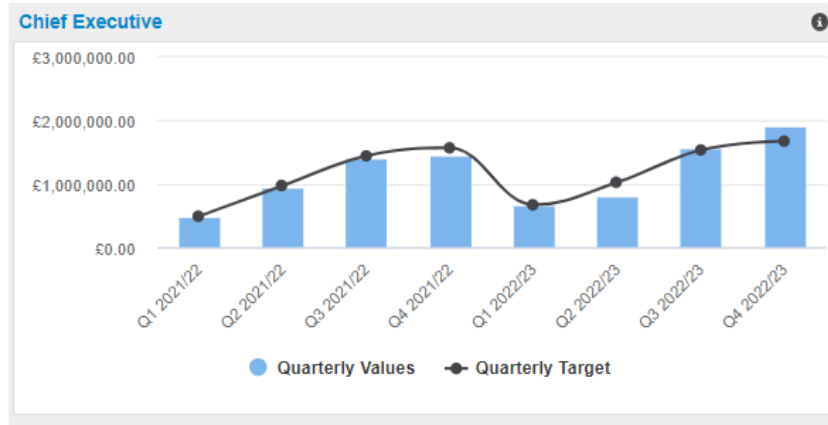 Chief Executive
£3,000,000.00
£2,000,000.00
£1,000,000.00
£0.00
Q1 2021/22
Q2 2021/22
Q3 2021/22
Q4 2021/22
Q1 2022/23
Q2 2022/23
Q3 2022/23
Q4 2022/23
Quarterly Values
Quarterly Target